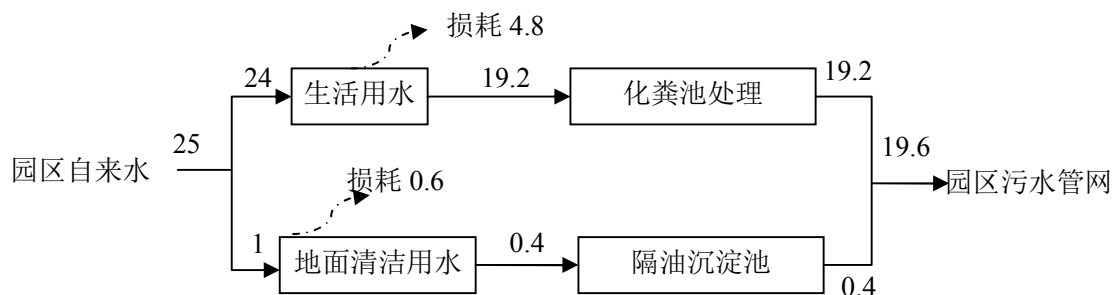 损耗 4.8
24
生活用水
19.2
化粪池处理
19.2
25
园区自来水
19.6
园区污水管网
损耗 0.6
1
地面清洁用水
0.4
隔油沉淀池
0.4